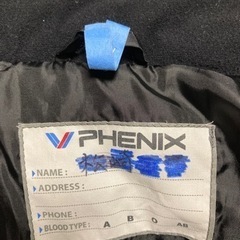 PHENIX
NAME:
ADDRESS:
PHONE:
BLOOD TYPE: A B O AB